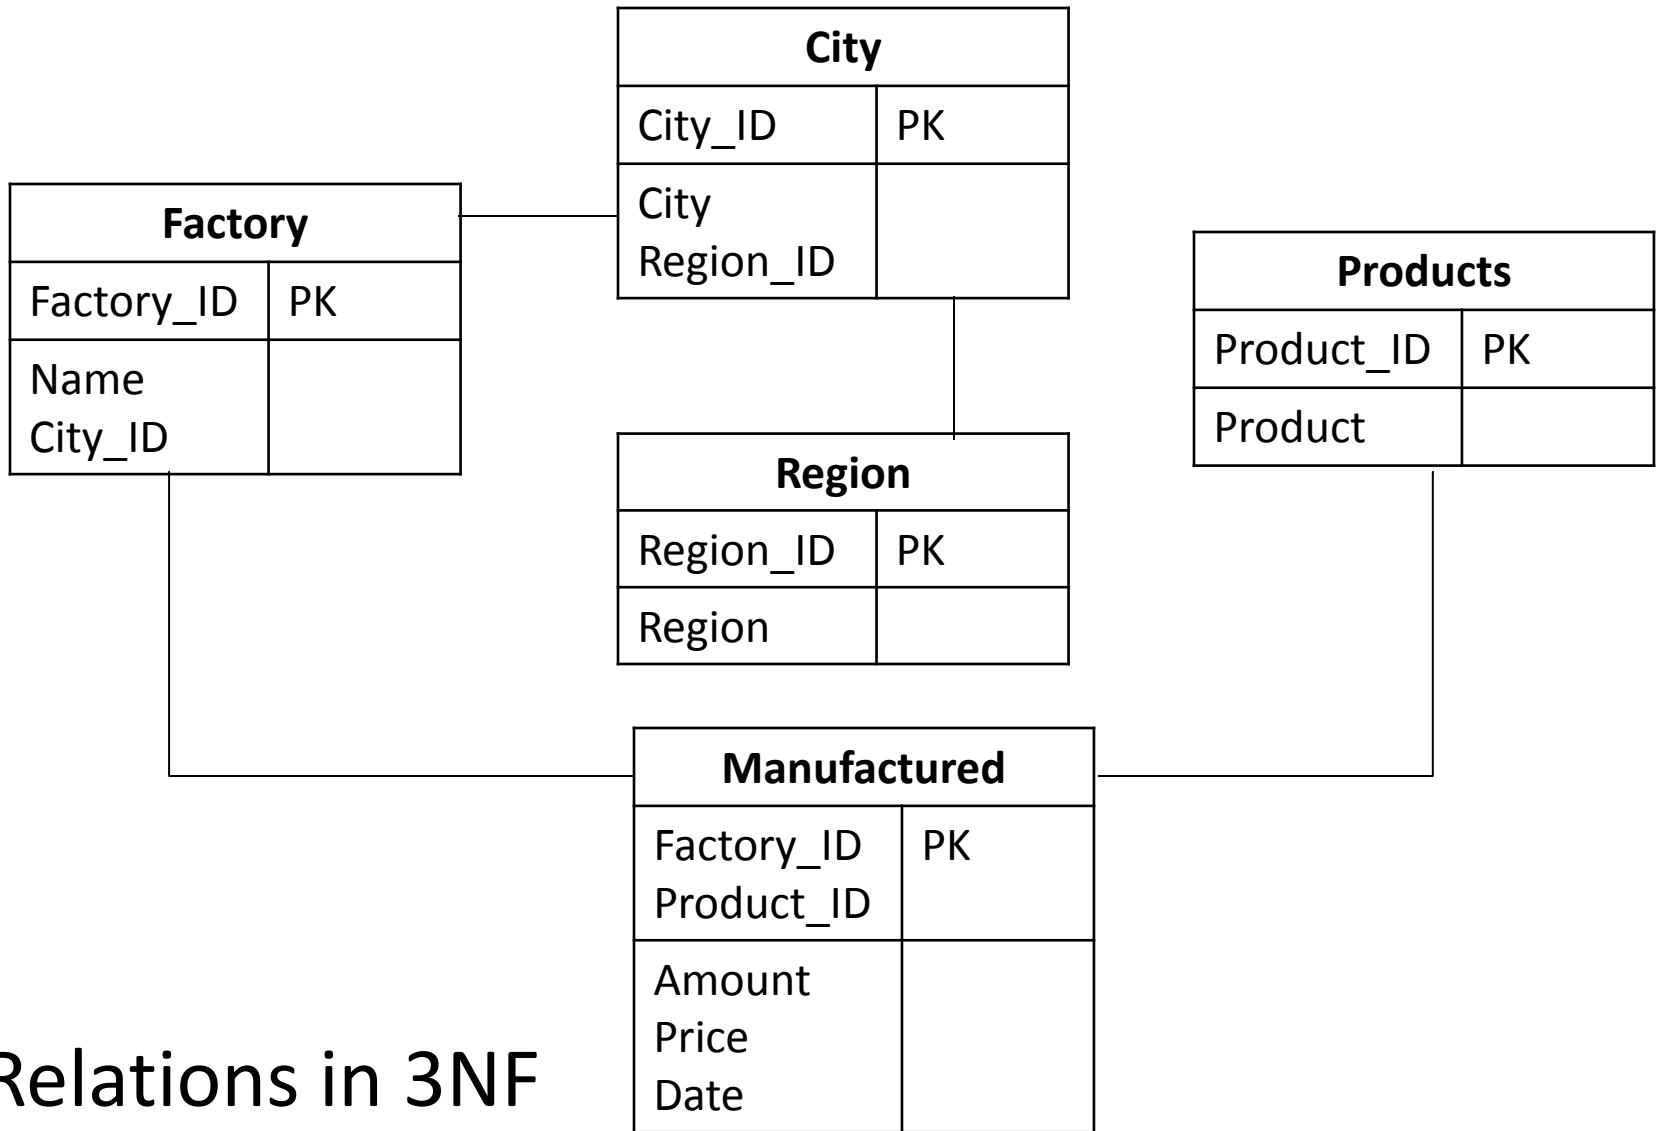 City
City_ID PK
City
Region_ID
Factory
Factory_ID PK
Name
City_ID
Products
Product_ID PK
Product
Region
Region_ID PK
Region
Manufactured
Factory_ID PK
Product_ID
Amount
Price
Date
Relations in 3NF